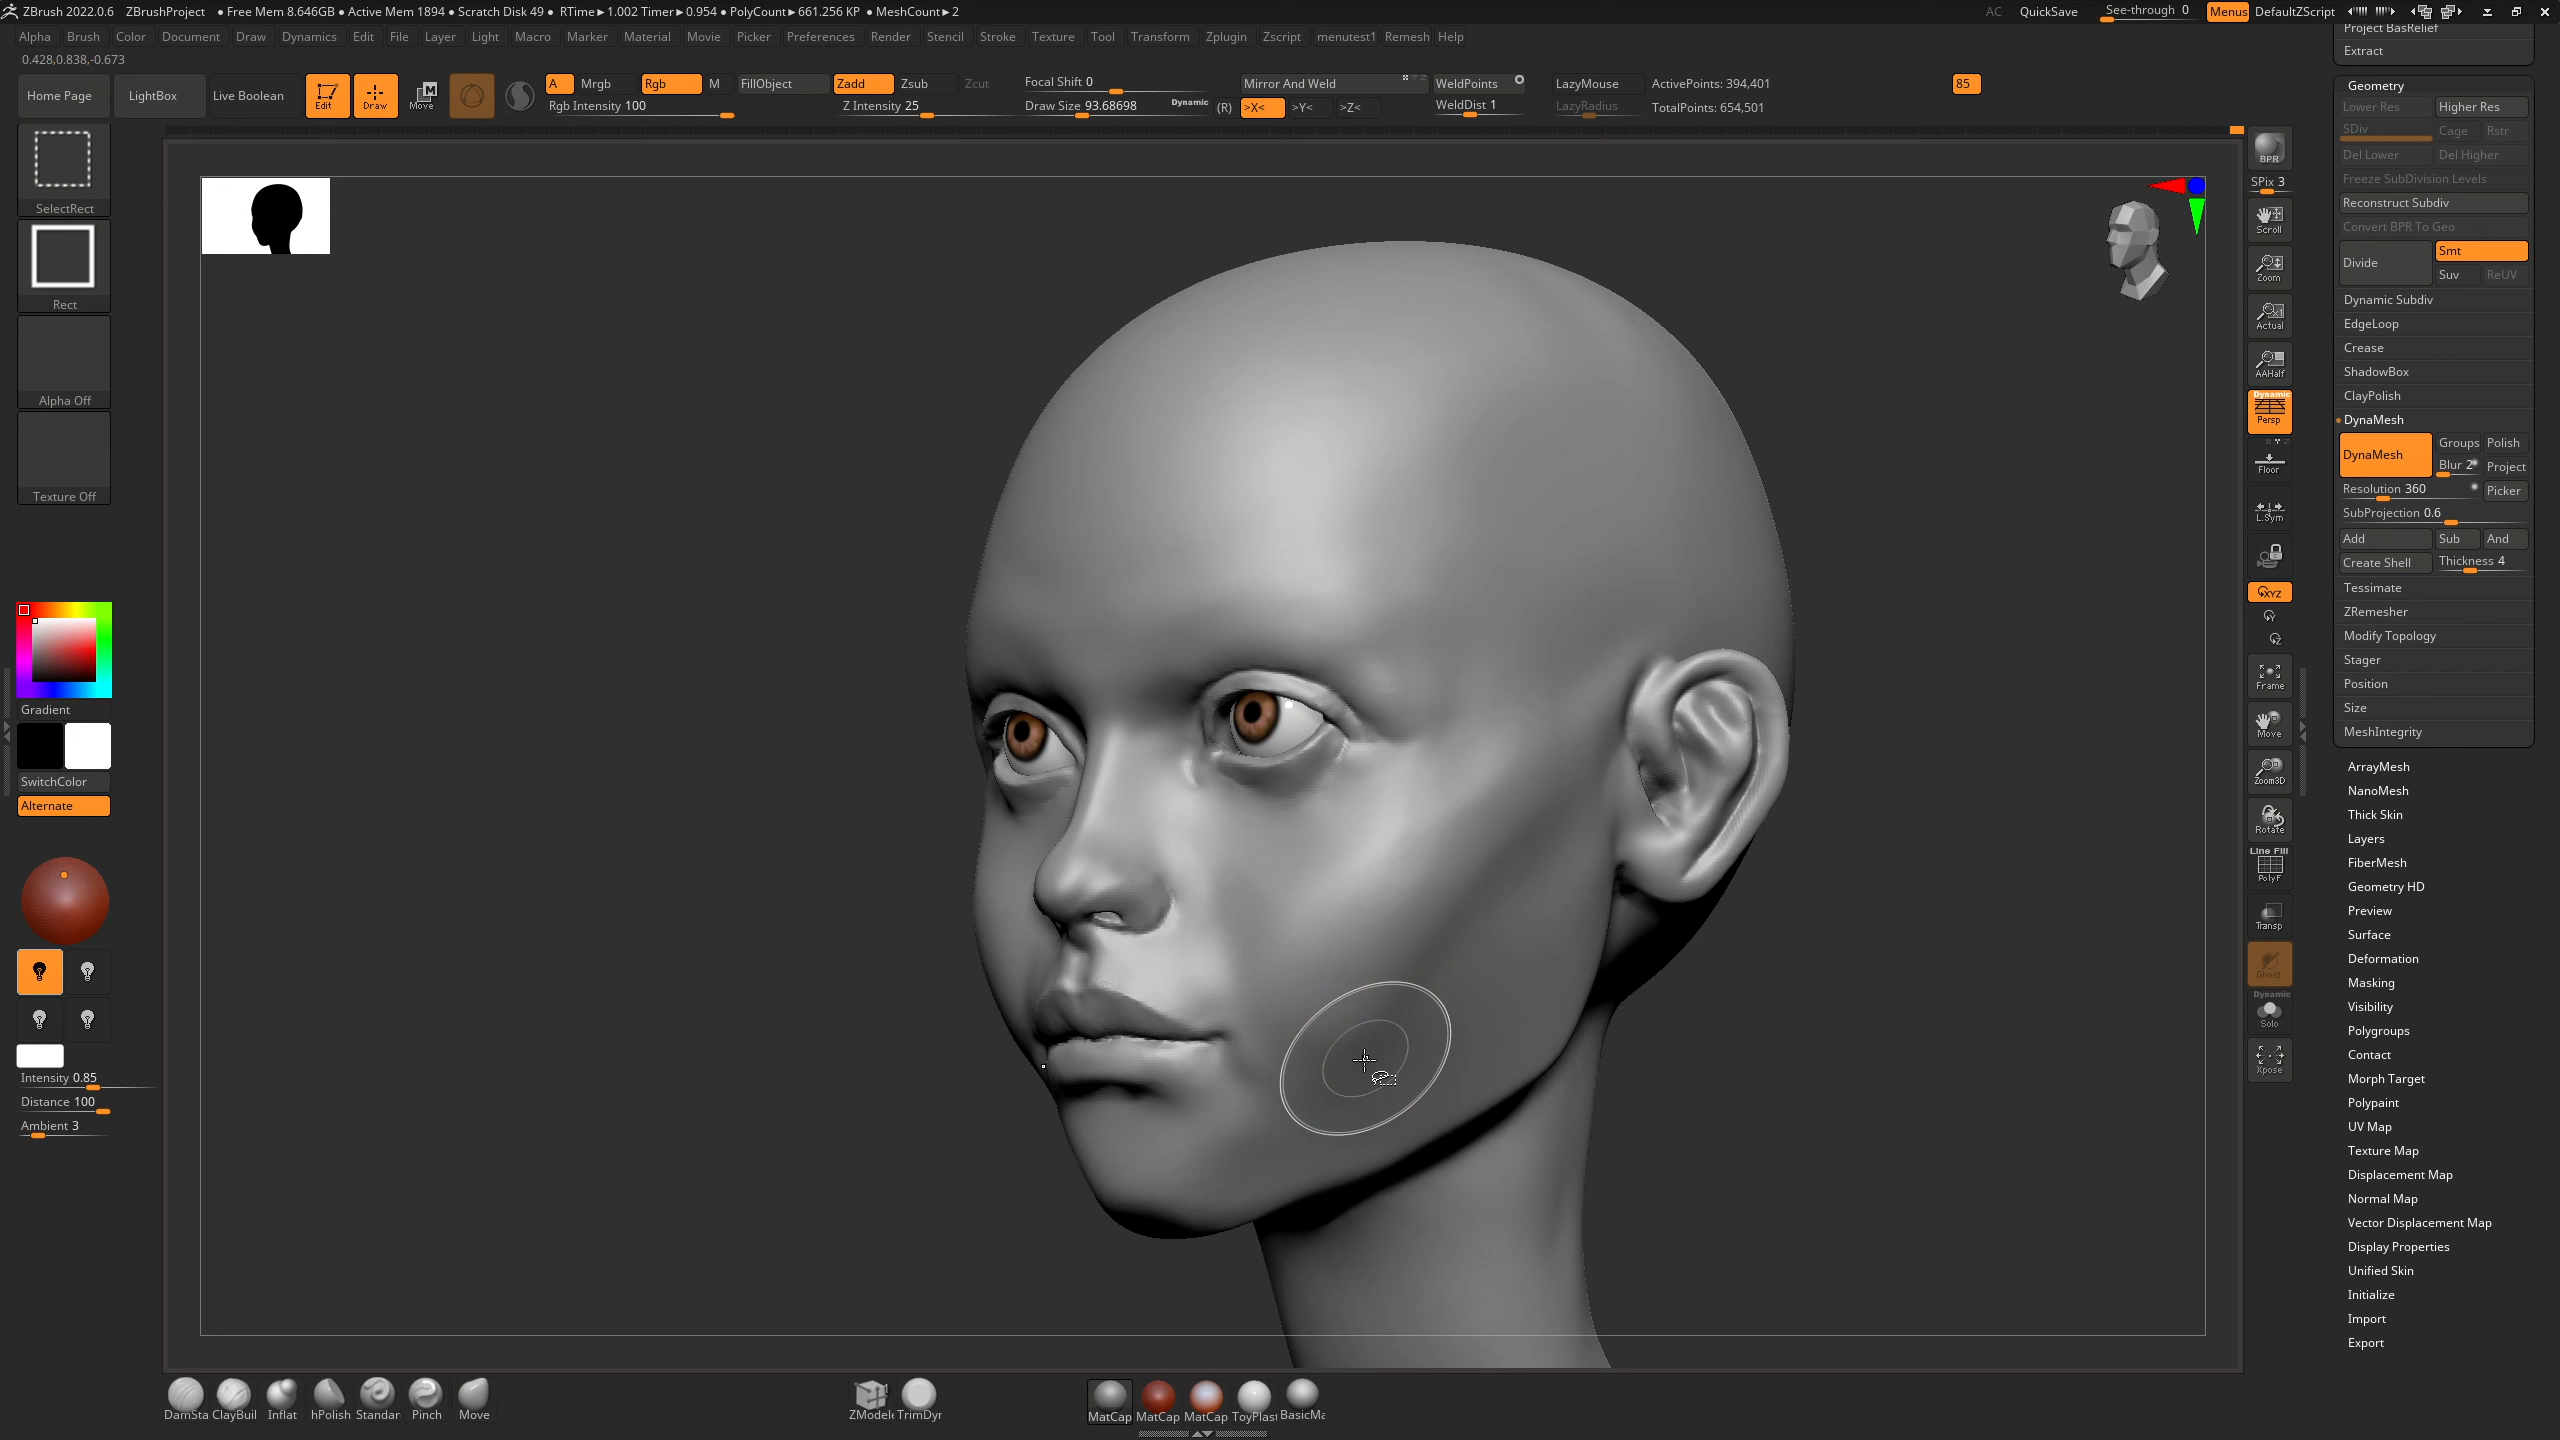 ZBrush 2022.0.6 ZBrushProject ● Free Mem 8.646GB ● Active Mem 1894 ● Scratch Disk 49 ● RTime►1.002 Timer►0.954 ● PolyCount►661.256 KP ● MeshCount►2 AC QuickSave See-through 0 Menus DefaultZScript
Alpha Brush Color Document Draw Dynamics Edit File Layer Light Macro Marker Material Movie Picker Preferences Render Stencil Stroke Texture Tool Transform Zplugin Zscript menutest1 Remesh Help
0.428,0.838,-0.673
Home Page LightBox Live Boolean Edit Draw Move
A Mrgb Rgb M FillObject Zadd Zsub Zcut Focal Shift 0 Mirror And Weld WeldPoints LazyMouse ActivePoints: 394,401 85
Rgb Intensity 100 Z Intensity 25 Draw Size 93.68698 Dynamic (R) >X< >Y< >Z< WeldDist 1 LazyRadius TotalPoints: 654,501
SelectRect
Rect
Alpha Off
Texture Off
Gradient
SwitchColor
Alternate
Intensity 0.85
Distance 100
Ambient 3
BPR
SPix 3
Scroll
Zoom
Actual
AAHalf
Dynamic
Persp
Floor
L.Sym
XYZ
Y
Z
Frame
Move
Zoom3D
Rotate
Line Fill
PolyF
Transp
Ghost
Dynamic
Solo
Xpose
Project BasRelief
Extract
Geometry
Lower Res Higher Res
SDiv Cage Rstr
Del Lower Del Higher
Freeze SubDivision Levels
Reconstruct Subdiv
Convert BPR To Geo
Divide Smt
Suv ReUV
Dynamic Subdiv
EdgeLoop
Crease
ShadowBox
ClayPolish
DynaMesh
DynaMesh Groups Polish
Blur 2 Project
Resolution 360 Picker
SubProjection 0.6
Add Sub And
Create Shell Thickness 4
Tessimate
ZRemesher
Modify Topology
Stager
Position
Size
MeshIntegrity
ArrayMesh
NanoMesh
Thick Skin
Layers
FiberMesh
Geometry HD
Preview
Surface
Deformation
Masking
Visibility
Polygroups
Contact
Morph Target
Polypaint
UV Map
Texture Map
Displacement Map
Normal Map
Vector Displacement Map
Display Properties
Unified Skin
Initialize
Import
Export
DamSta ClayBuil Inflat hPolish Standar Pinch Move ZModele TrimDyr MatCap MatCap MatCap ToyPlast BasicMa